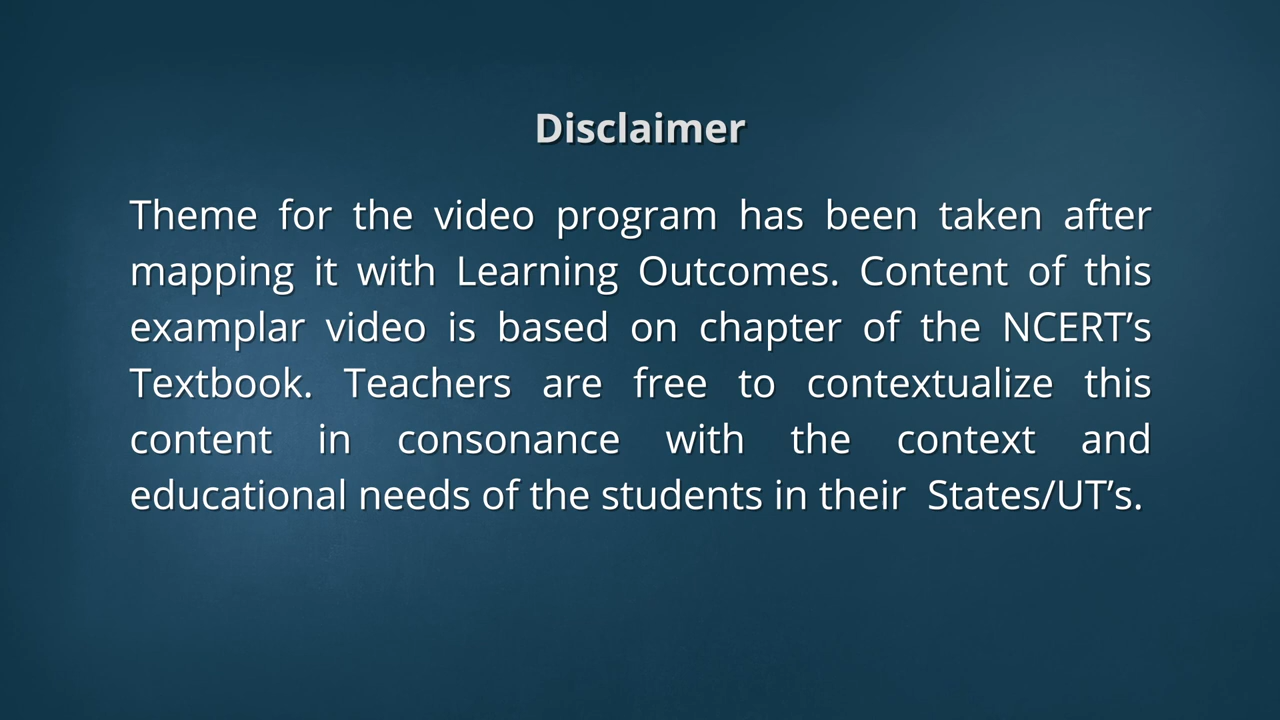 Disclaimer
Theme for the video program has been taken after
mapping it with Learning Outcomes. Content of this
examplar video is based on chapter of the NCERT’s
Textbook. Teachers are free to contextualize this
content in consonance with the context and
educational needs of the students in their  States/UT’s.